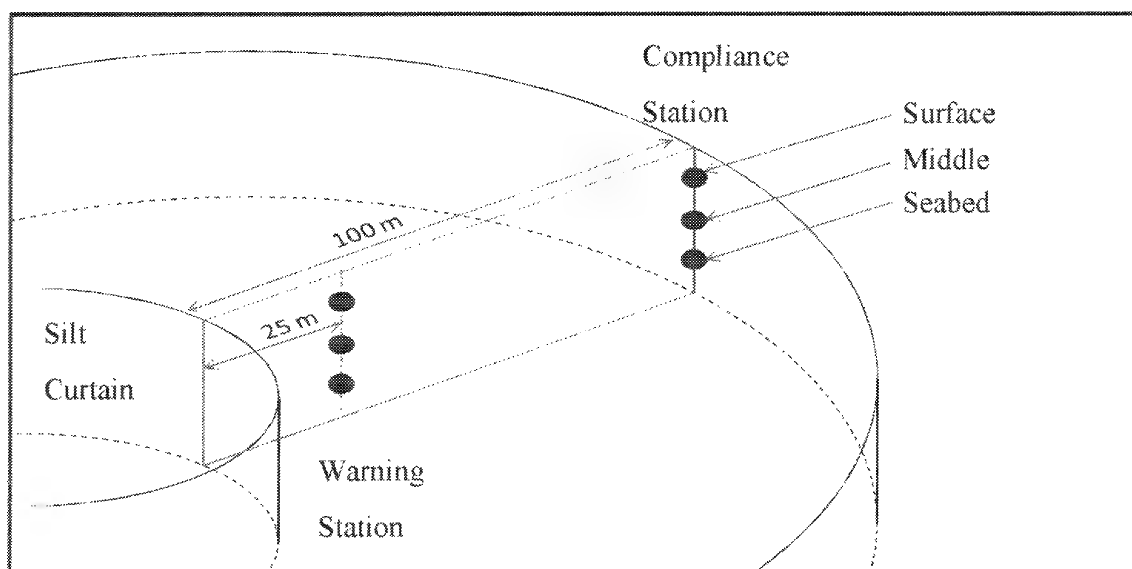 Compliance
Station
Surface
Middle
Seabed
100 m
25 m
Silt
Curtain
Warning
Station